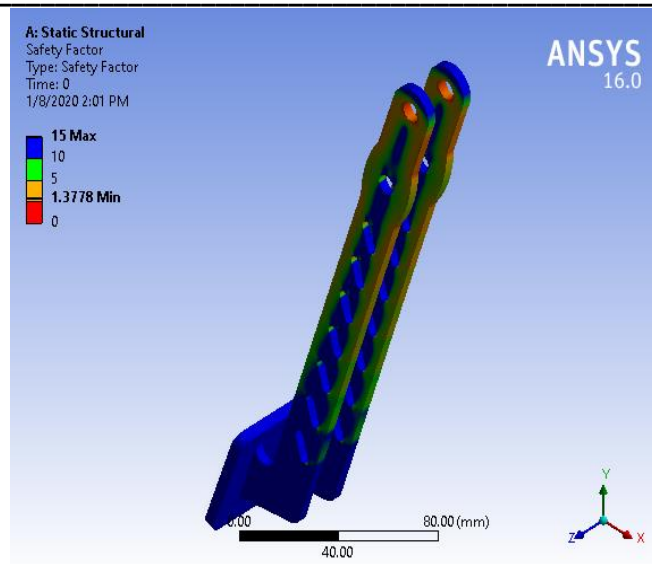 A: Static Structural
Safety Factor
Type: Safety Factor
Time: 0
1/8/2020 2:01 PM
ANSYS
16.0
15 Max
10
5
1.3778 Min
0
0.00
80.00 (mm)
40.00
Y
Z
X